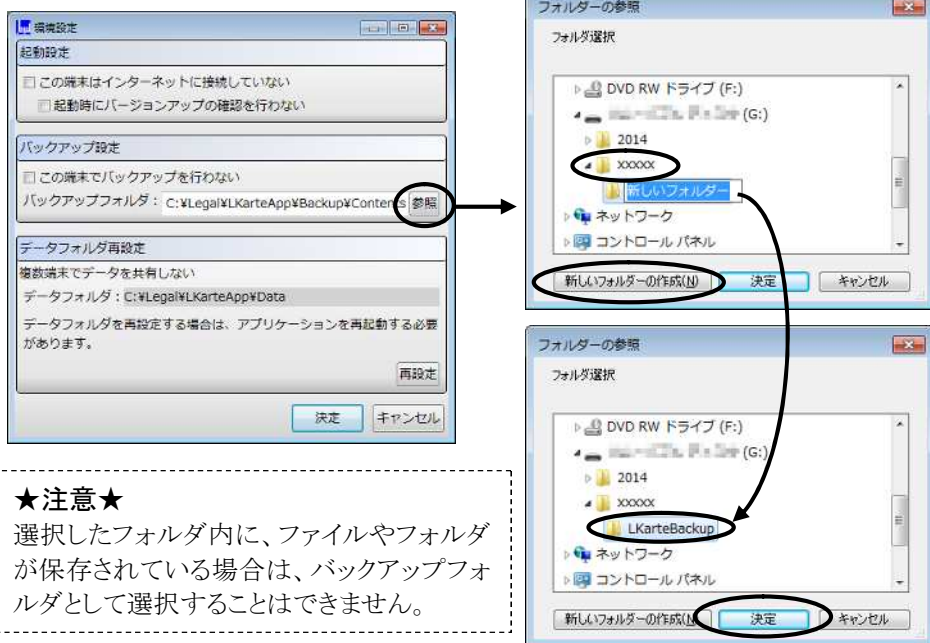 環境設定
起動設定
この端末はインターネットに接続していない
起動時にバージョンアップの確認を行わない
バックアップ設定
この端末でバックアップを行わない
バックアップフォルダ： C:¥Legal¥LKarteApp¥Backup¥Contents 参照
データフォルダ再設定
複数端末でデータを共有しない
データフォルダ：C:¥Legal¥LKarteApp¥Data
データフォルダを再設定する場合は、アプリケーションを再起動する必要
があります。
再設定
決定 キャンセル
★注意★
選択したフォルダ内に、ファイルやフォルダ
が保存されている場合は、バックアップフォ
ルダとして選択することはできません。
フォルダーの参照
フォルダ選択
DVD RW ドライブ (F:)
(G:)
2014
xxxxx
新しいフォルダー
ネットワーク
コントロール パネル
新しいフォルダーの作成(N) 決定 キャンセル
フォルダーの参照
フォルダ選択
DVD RW ドライブ (F:)
(G:)
2014
xxxxx
LKarteBackup
ネットワーク
コントロール パネル
新しいフォルダーの作成(N) 決定 キャンセル